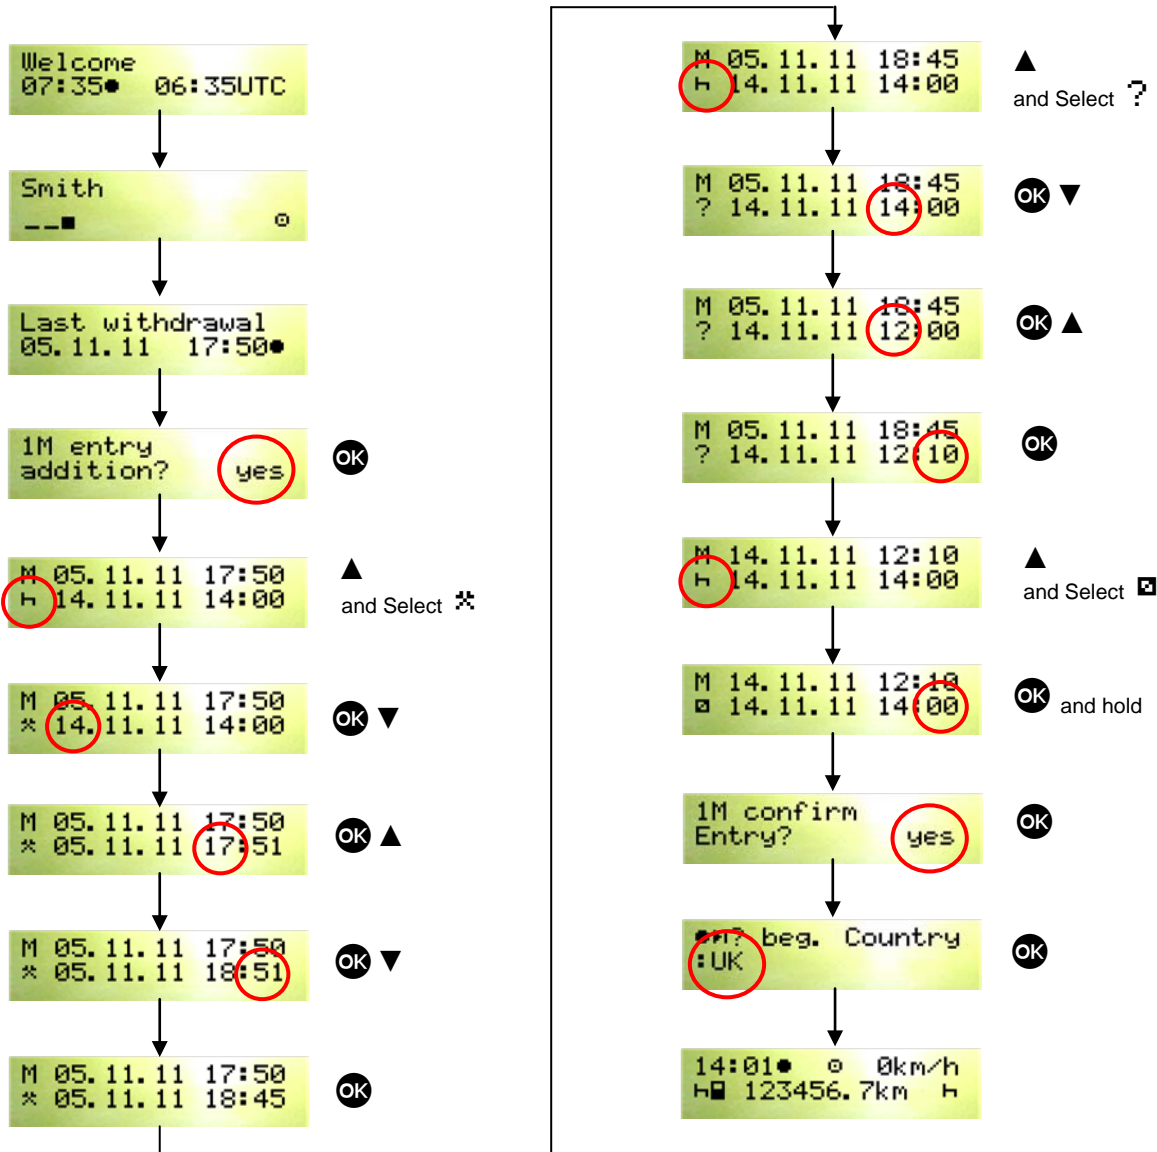 Welcome
07:35● 06:35UTC
Smith
Last withdrawal
05.11.11 17:50●
1M entry
addition? yes
OK
M 05.11.11 17:50
14.11.11 14:00
▲
and Select
M 05.11.11 17:50
14.11.11 14:00
OK ▼
M 05.11.11 17:50
05.11.11 17:51
OK ▲
M 05.11.11 17:50
05.11.11 18:51
OK ▼
M 05.11.11 17:50
05.11.11 18:45
OK
M 05.11.11 18:45
14.11.11 14:00
▲
and Select ?
M 05.11.11 18:45
? 14.11.11 14:00
OK ▼
M 05.11.11 18:45
? 14.11.11 12:00
OK ▲
M 05.11.11 18:45
? 14.11.11 12:10
OK
M 14.11.11 12:10
14.11.11 14:00
▲
and Select
M 14.11.11 12:10
14.11.11 14:00
OK and hold
1M confirm
Entry? yes
OK
? beg. Country
:UK
OK
14:01● 0km/h
123456.7km